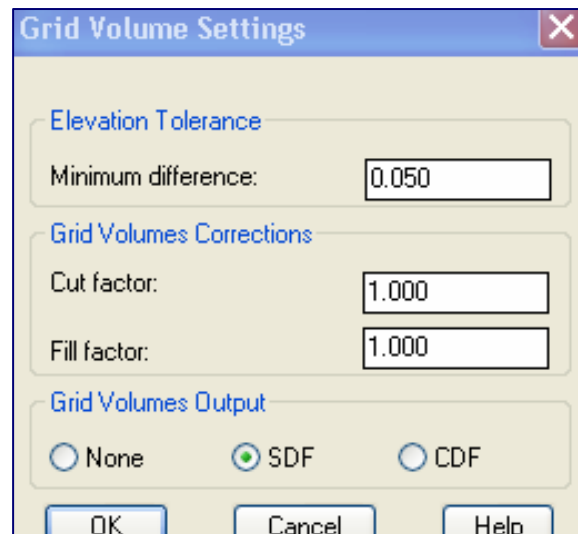 Grid Volume Settings
Elevation Tolerance
Minimum difference: 0.050
Grid Volumes Corrections
Cut factor: 1.000
Fill factor: 1.000
Grid Volumes Output
None SDF CDF
OK Cancel Help